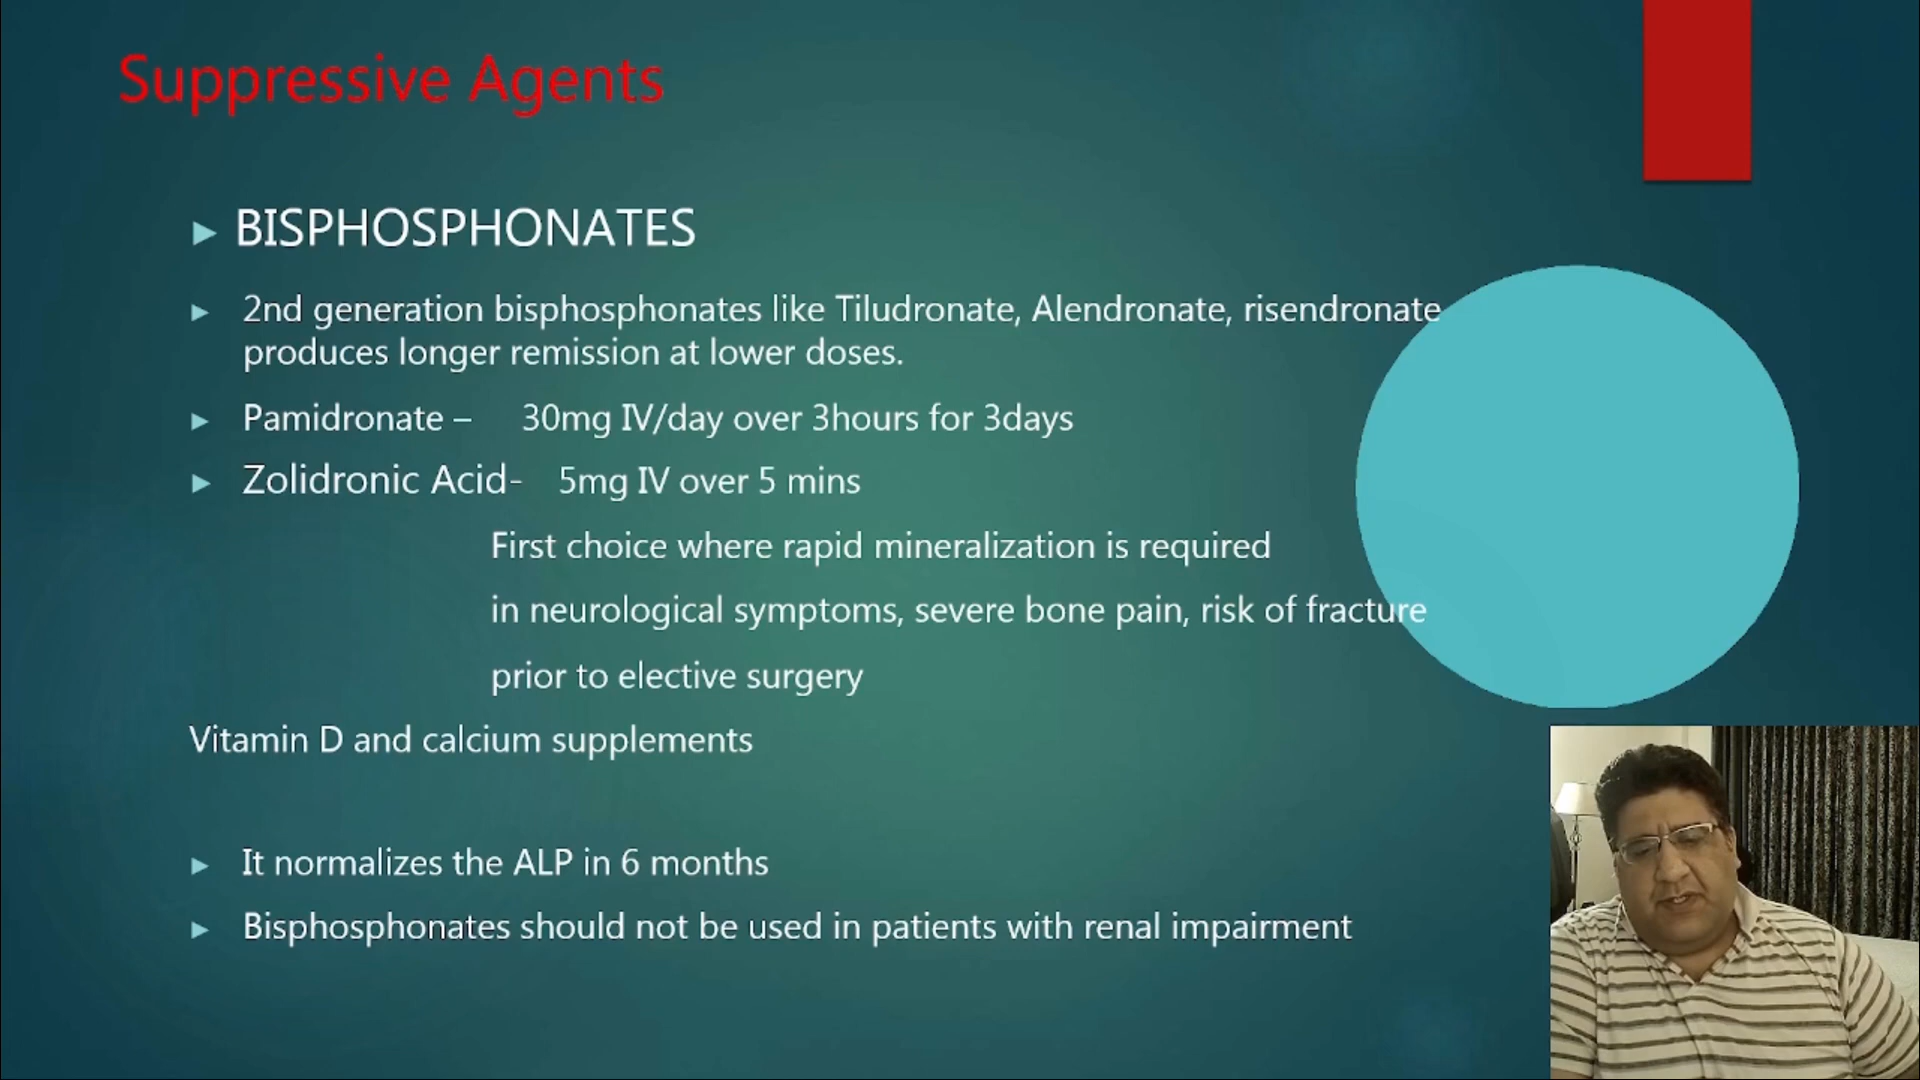 Suppressive Agents
BISPHOSPHONATES
2nd generation bisphosphonates like Tiludronate, Alendronate, risendronate
produces longer remission at lower doses.
Pamidronate – 30mg IV/day over 3hours for 3days
Zolidronic Acid- 5mg IV over 5 mins
First choice where rapid mineralization is required
in neurological symptoms, severe bone pain, risk of fracture
prior to elective surgery
Vitamin D and calcium supplements
It normalizes the ALP in 6 months
Bisphosphonates should not be used in patients with renal impairment